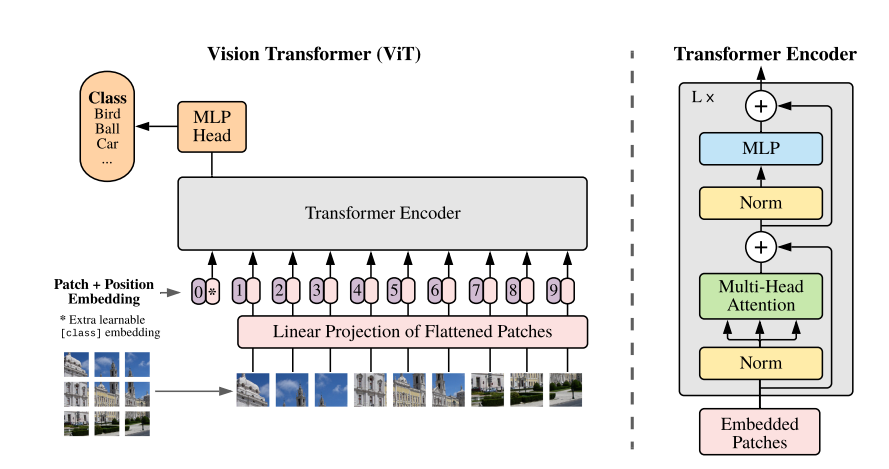 Vision Transformer (ViT)
Class
Bird
Ball
Car
...
MLP
Head
Transformer Encoder
Patch + Position
Embedding
0 * 1 2 3 4 5 6 7 8 9
* Extra learnable
[class] embedding
Linear Projection of Flattened Patches
Transformer Encoder
L x
+
MLP
Norm
+
Multi-Head
Attention
Norm
Embedded
Patches